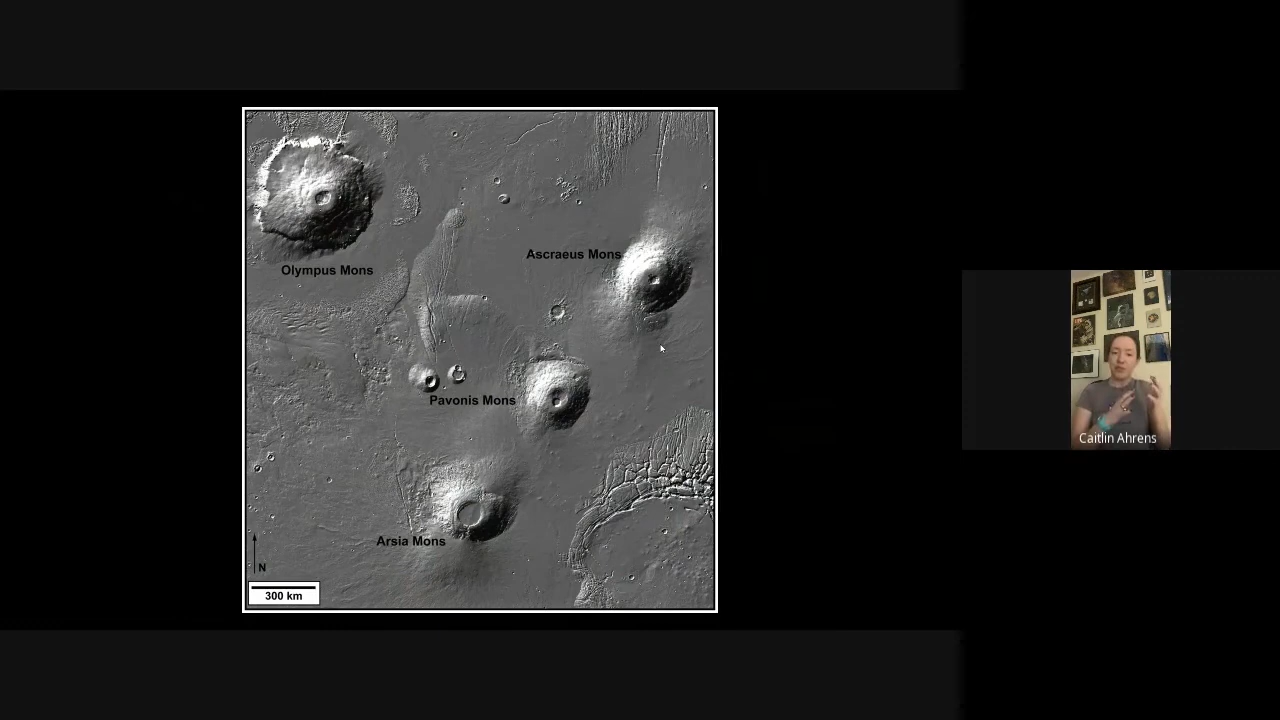 Olympus Mons
Ascraeus Mons
Pavonis Mons
Arsia Mons
N
300 km
Caitlin Ahrens